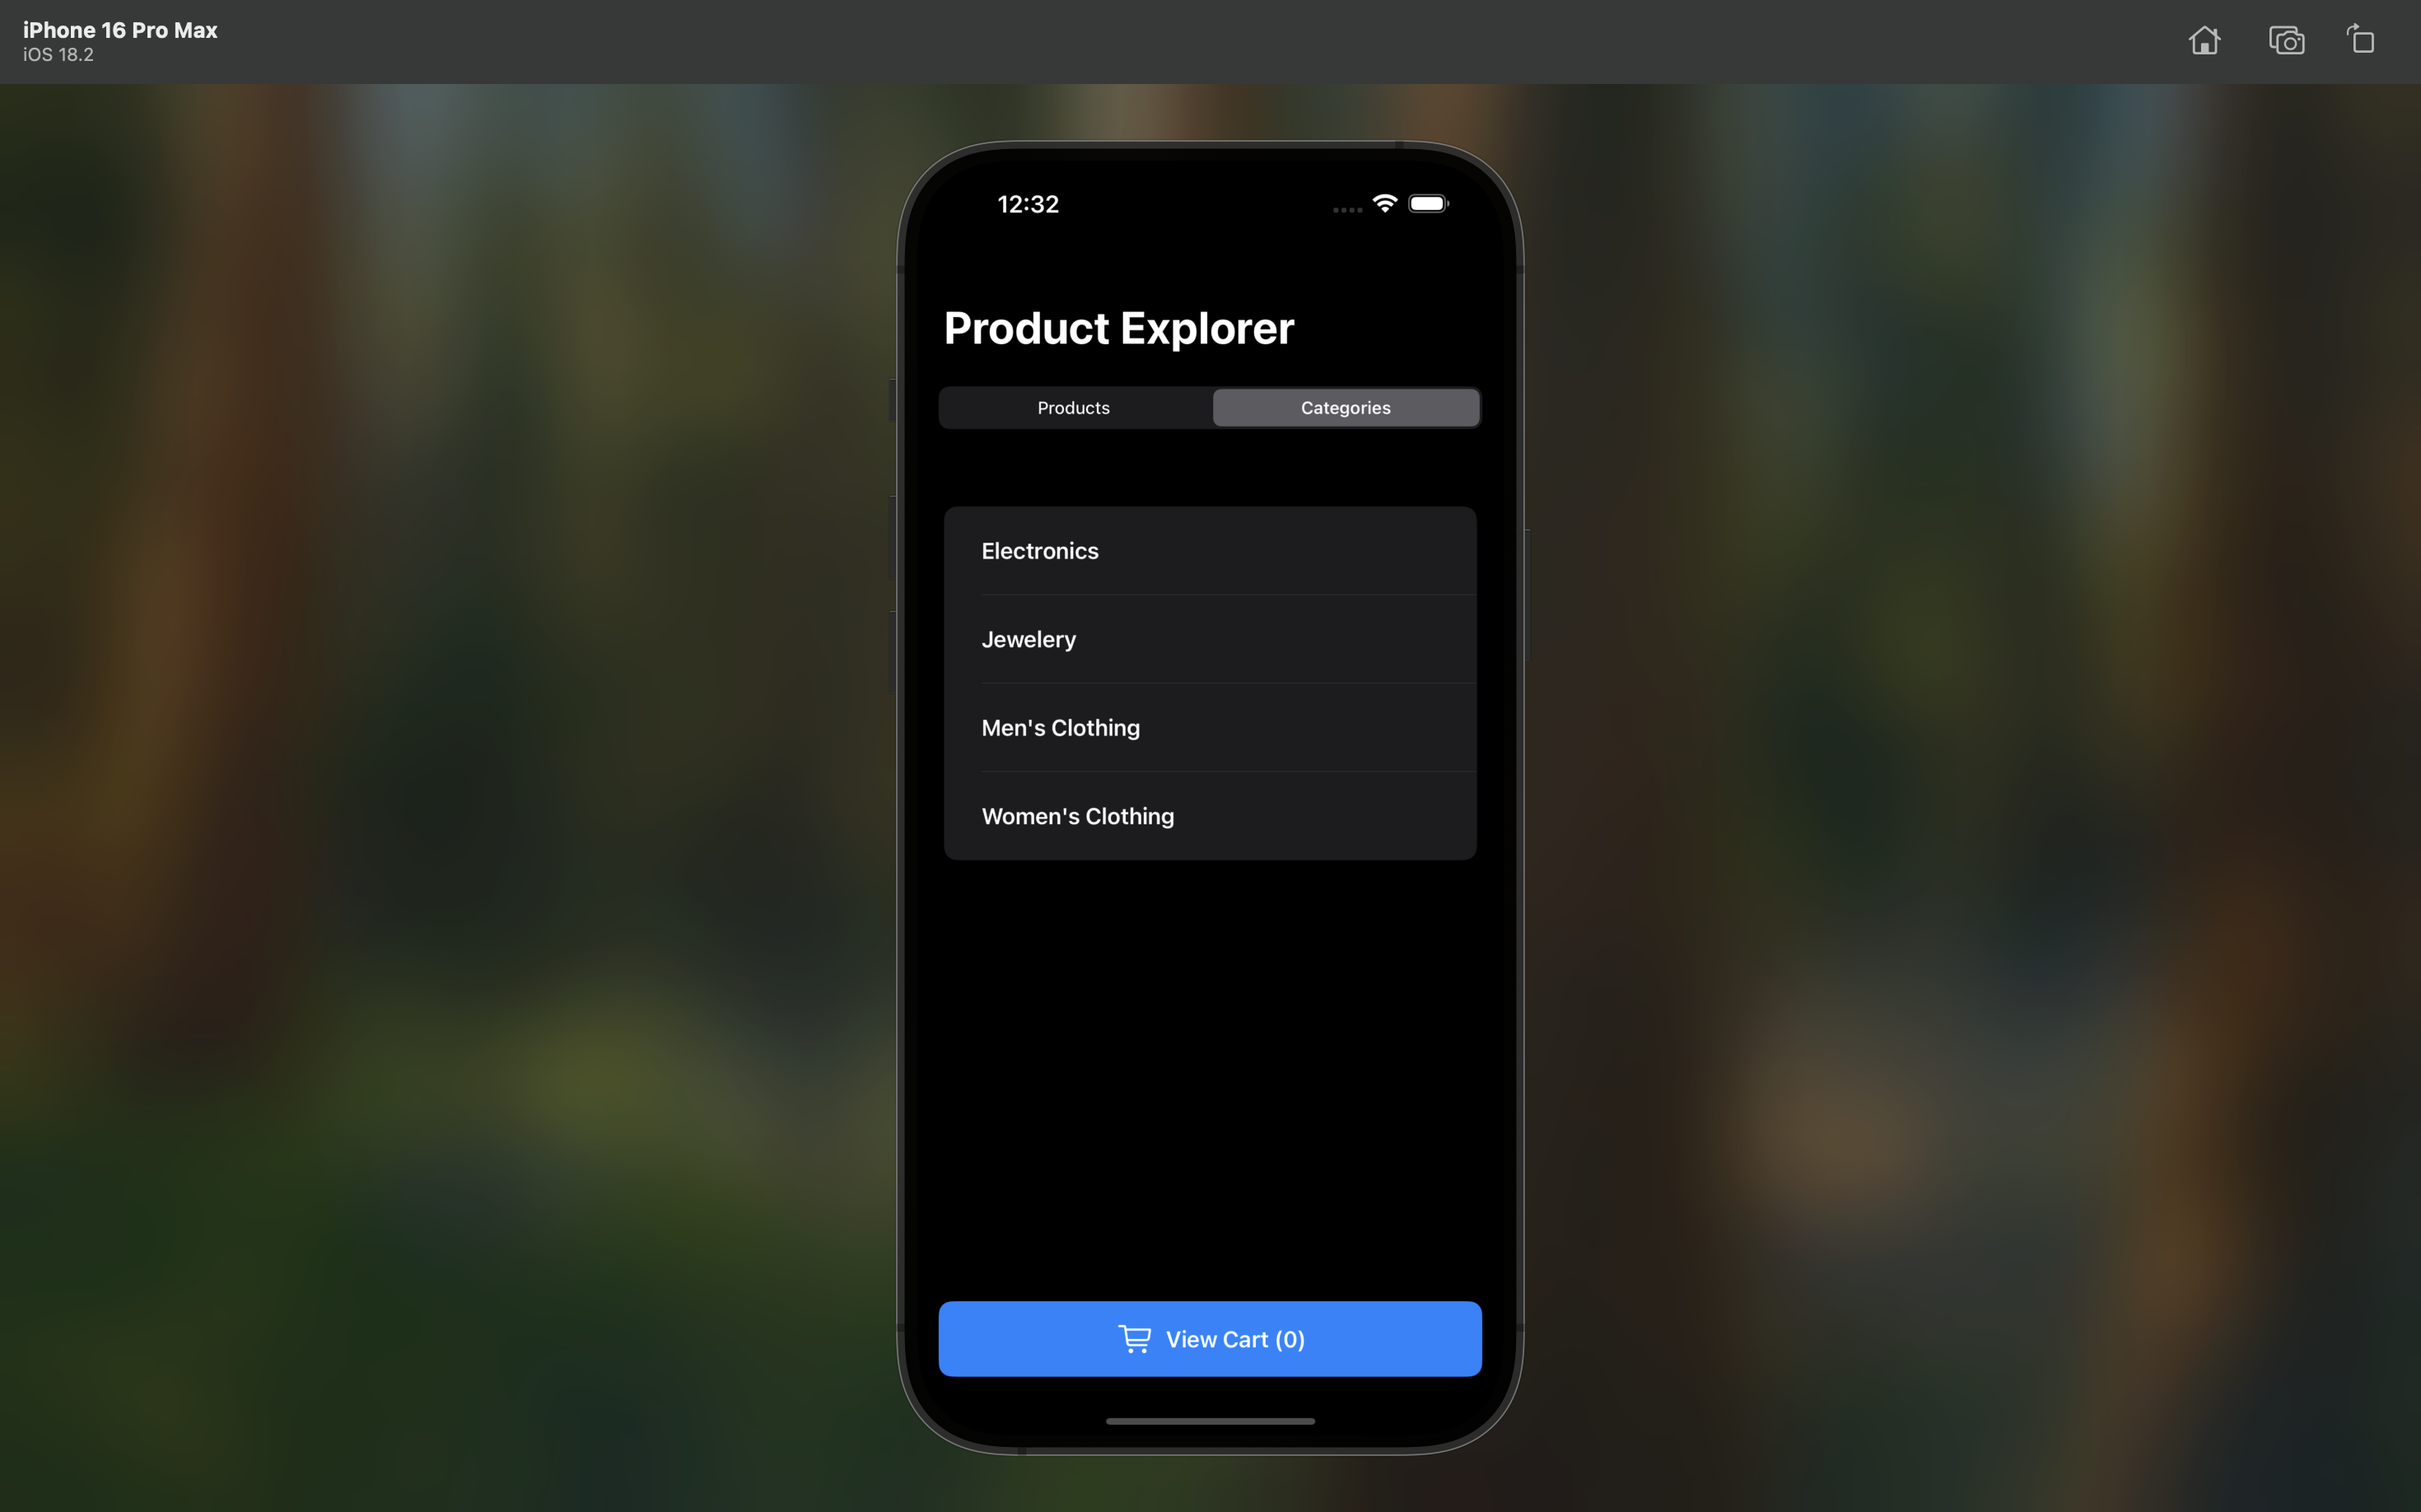 iPhone 16 Pro Max
iOS 18.2
12:32
Product Explorer
Products
Categories
Electronics
Jewelery
Men's Clothing
Women's Clothing
View Cart (0)